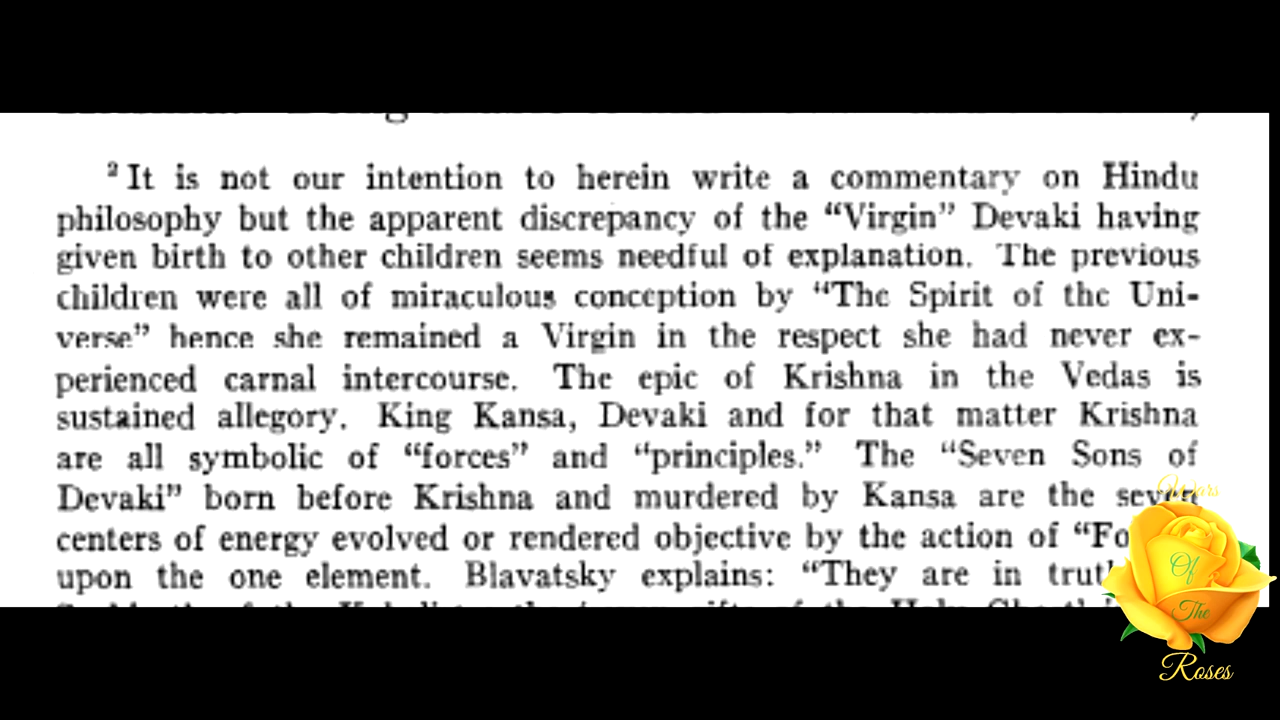 ² It is not our intention to herein write a commentary on Hindu
philosophy but the apparent discrepancy of the “Virgin” Devaki having
given birth to other children seems needful of explanation. The previous
children were all of miraculous conception by “The Spirit of the Uni-
verse” hence she remained a Virgin in the respect she had never ex-
perienced carnal intercourse. The epic of Krishna in the Vedas is
sustained allegory. King Kansa, Devaki and for that matter Krishna
are all symbolic of “forces” and “principles.” The “Seven Sons of
Devaki” born before Krishna and murdered by Kansa are the seven
centers of energy evolved or rendered objective by the action of
upon the one element. Blavatsky explains: “They are in
Wars
Of
The
Roses